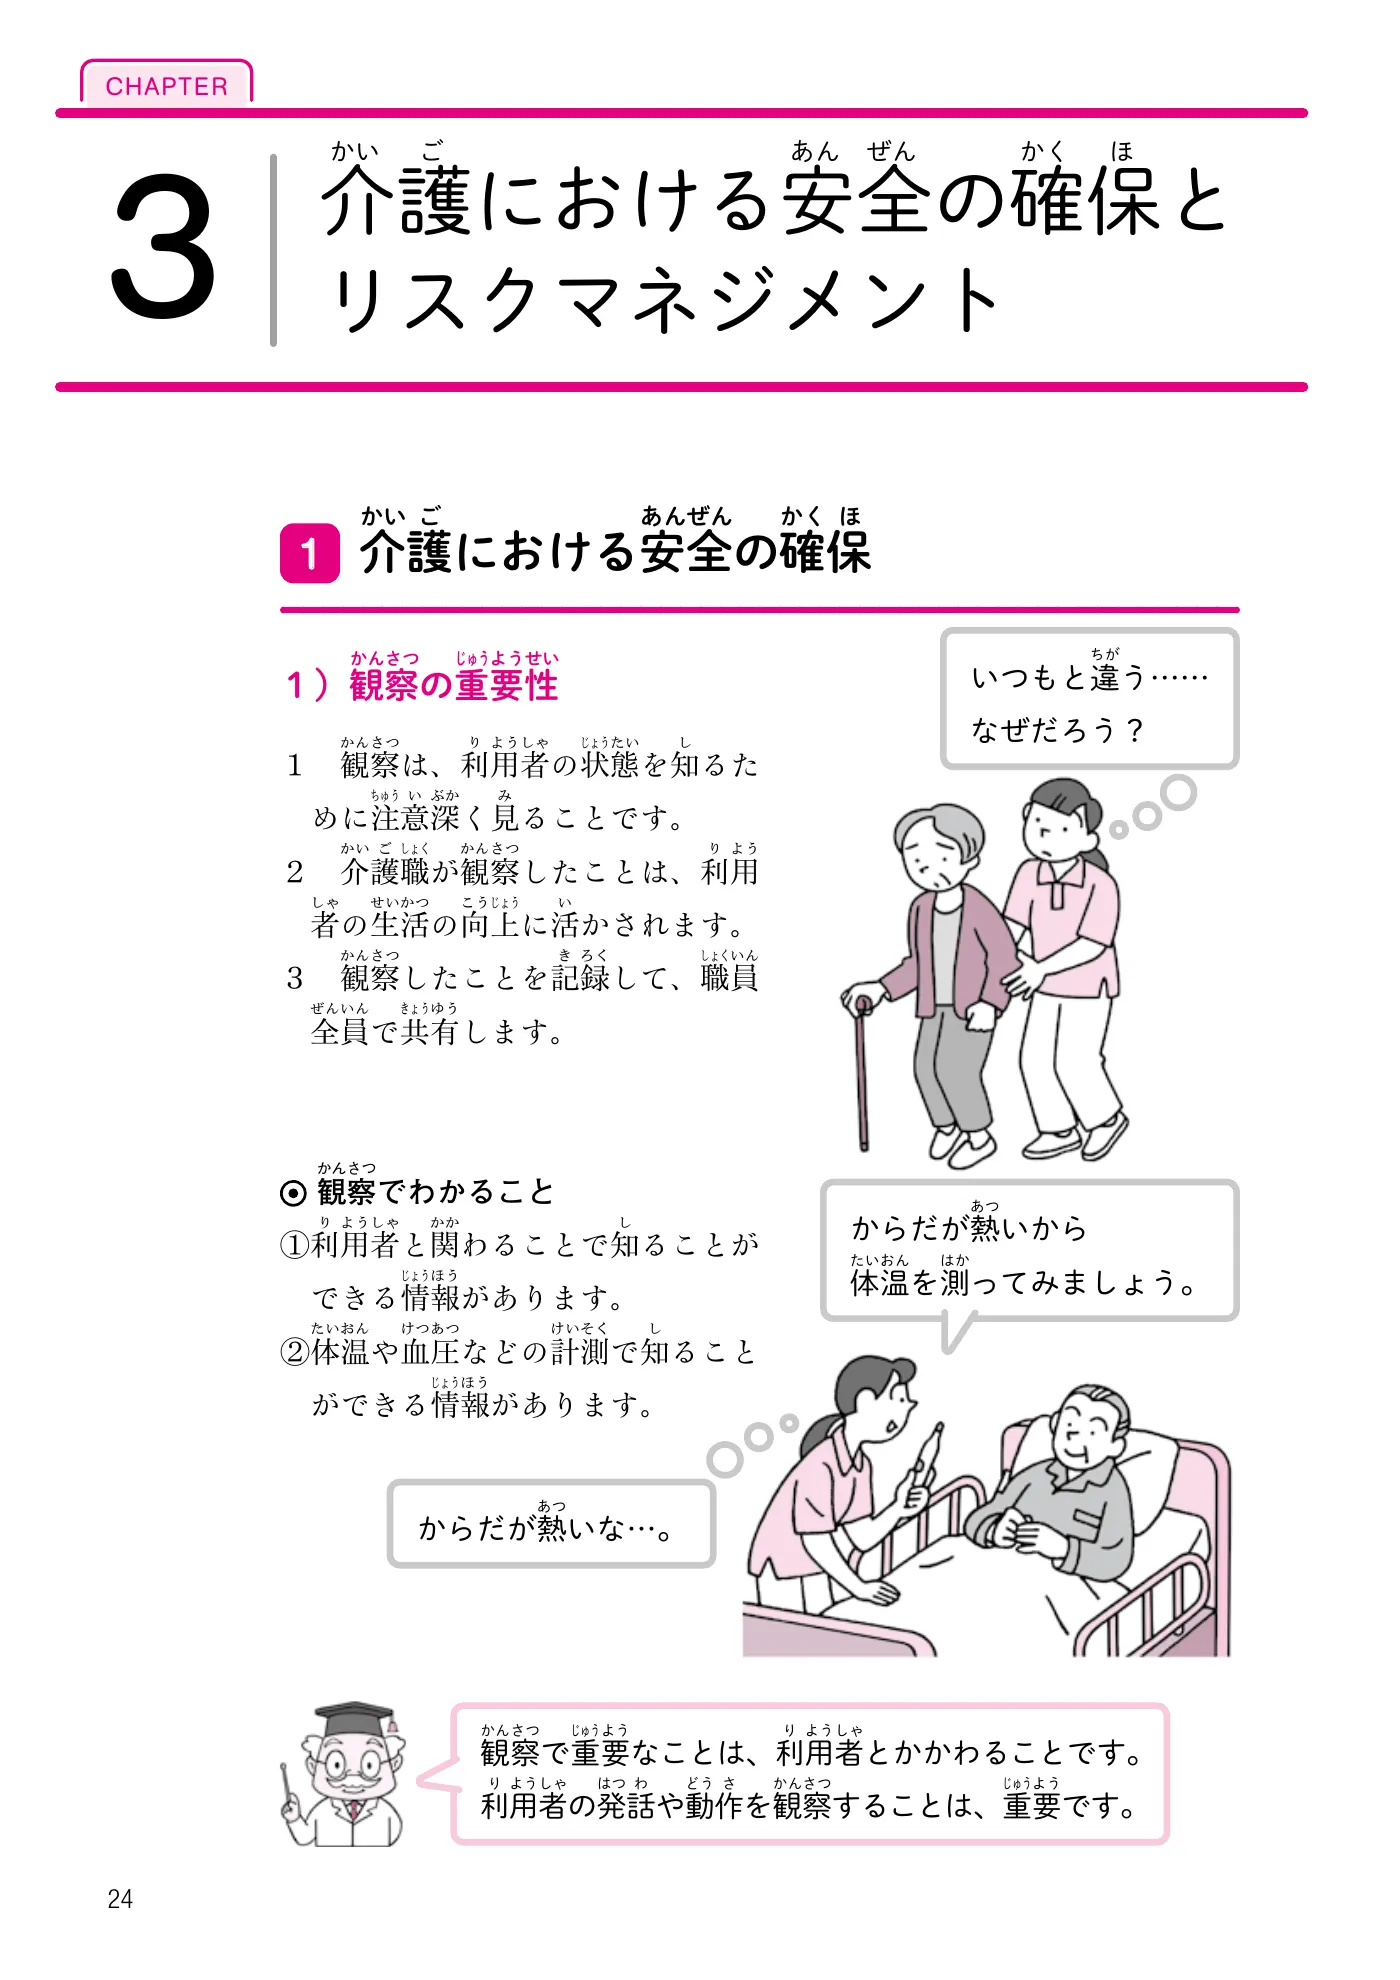 CHAPTER
3
介護における安全の確保と
リスクマネジメント
1 介護における安全の確保
1）観察の重要性
いつもと違う……
なぜだろう？
1　観察は、利用者の状態を知るた
めに注意深く見ることです。
2　介護職が観察したことは、利用
者の生活の向上に活かされます。
3　観察したことを記録して、職員
全員で共有します。
観察でわかること
①利用者と関わることで知ることが
できる情報があります。
②体温や血圧などの計測で知ること
ができる情報があります。
からだが熱いから
体温を測ってみましょう。
からだが熱いな…。
観察で重要なことは、利用者とかかわることです。
利用者の発話や動作を観察することは、重要です。
24